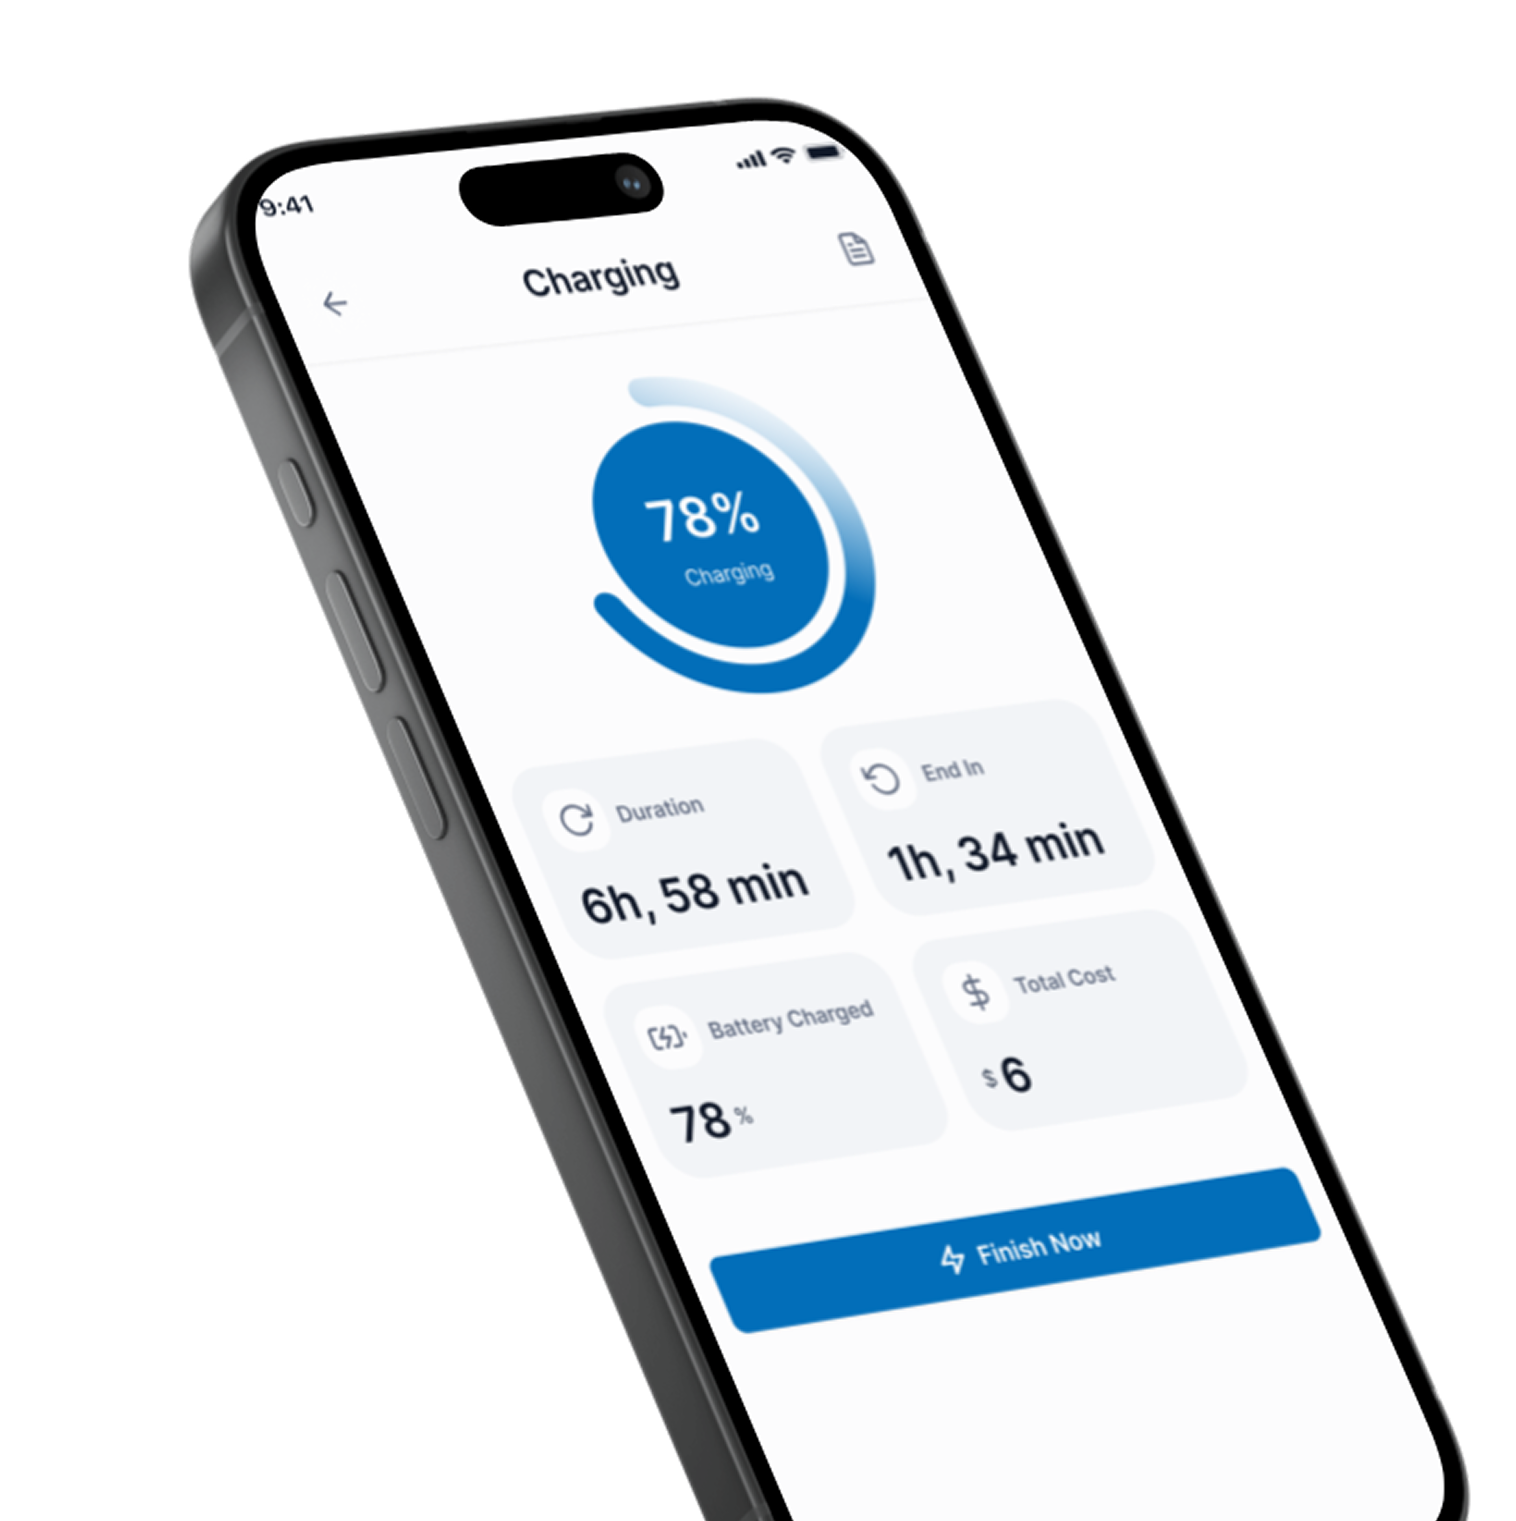 9:41
Charging
78%
Charging
Duration
6h, 58 min
End In
1h, 34 min
Battery Charged
78 %
Total Cost
$ 6
Finish Now